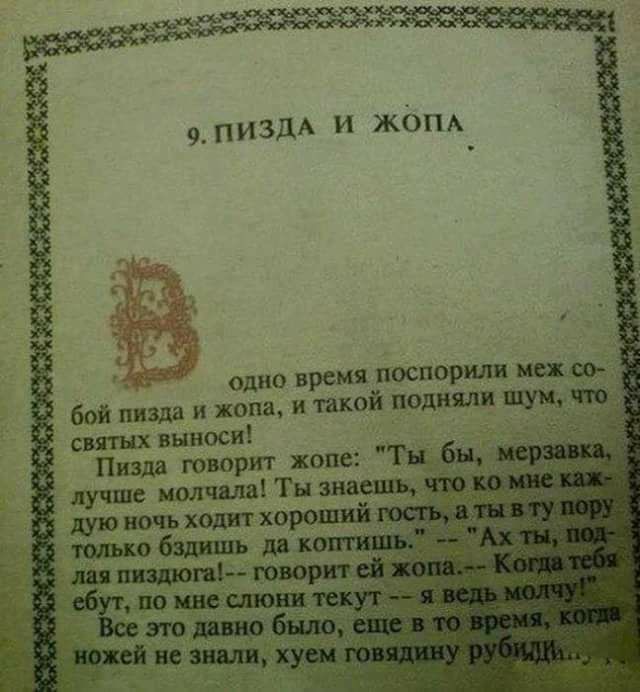 9. ПИЗДА И ЖОПА
В
одно время поспорили меж со-
бой пизда и жопа, и такой подняли шум, что
святых выноси!
Пизда говорит жопе: "Ты бы, мерзавка,
лучше молчала! Ты знаешь, что ко мне каж-
дую ночь ходит хороший гость, а ты в ту пору
только бздишь да коптишь." -- "Ах ты, под-
лая пиздюга!-- говорит ей жопа.-- Когда тебя
ебут, по мне слюни текут -- я ведь молчу!"
Все это давно было, еще в то время, когда
ножей не знали, хуем говядину рубили...